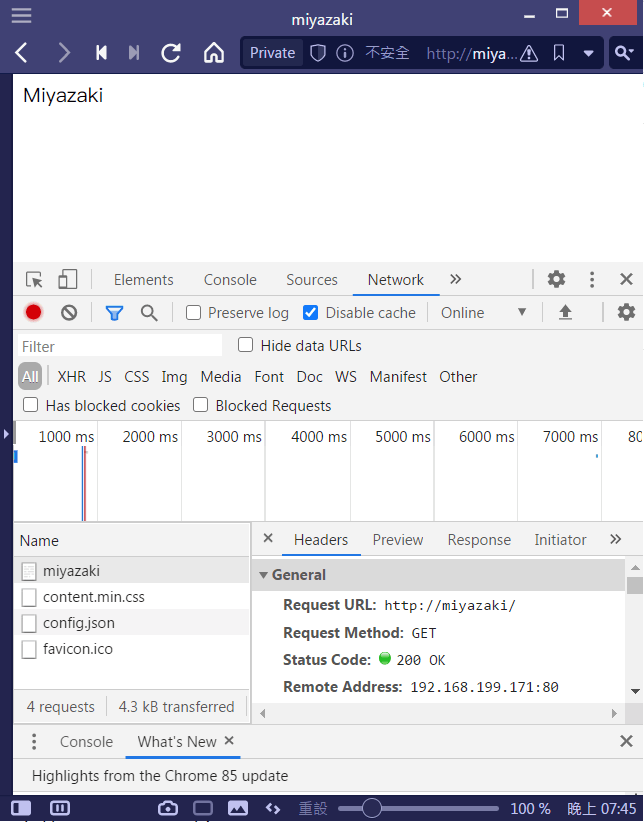 miyazaki
Private 不安全 http://miya...
Miyazaki
Elements Console Sources Network
Preserve log Disable cache Online
Filter Hide data URLs
All XHR JS CSS Img Media Font Doc WS Manifest Other
Has blocked cookies Blocked Requests
1000 ms 2000 ms 3000 ms 4000 ms 5000 ms 6000 ms 7000 ms 80
Name
miyazaki
content.min.css
config.json
favicon.ico
4 requests 4.3 kB transferred
Headers Preview Response Initiator
General
Request URL: http://miyazaki/
Request Method: GET
Status Code: 200 OK
Remote Address: 192.168.199.171:80
Console What's New
Highlights from the Chrome 85 update
重設 100 % 晚上 07:45